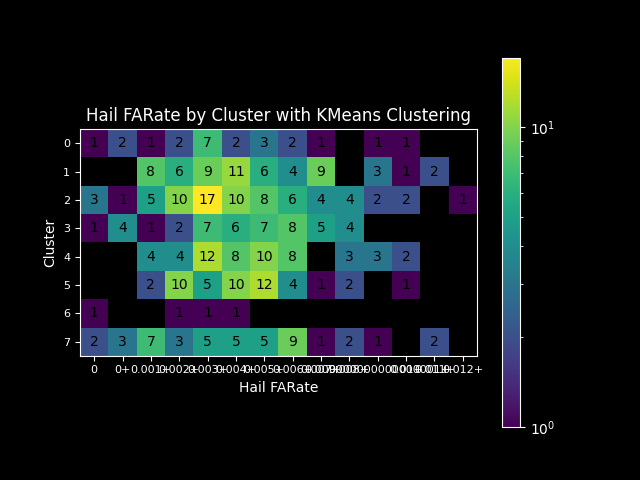 Hail FARate by Cluster with KMeans Clustering
10¹
0 1 2 1 2 7 2 3 2 1 1 1
1 8 6 9 11 6 4 9 3 1 2
2 3 1 5 10 17 10 8 6 4 4 2 2 1
3 1 4 1 2 7 6 7 8 5 4
Cluster
4 4 4 12 8 10 8 3 3 2
5 2 10 5 10 12 4 1 2 1
6 1 1 1 1
7 2 3 7 3 5 5 5 9 1 2 1 2
0 0+
Hail FARate
10⁰